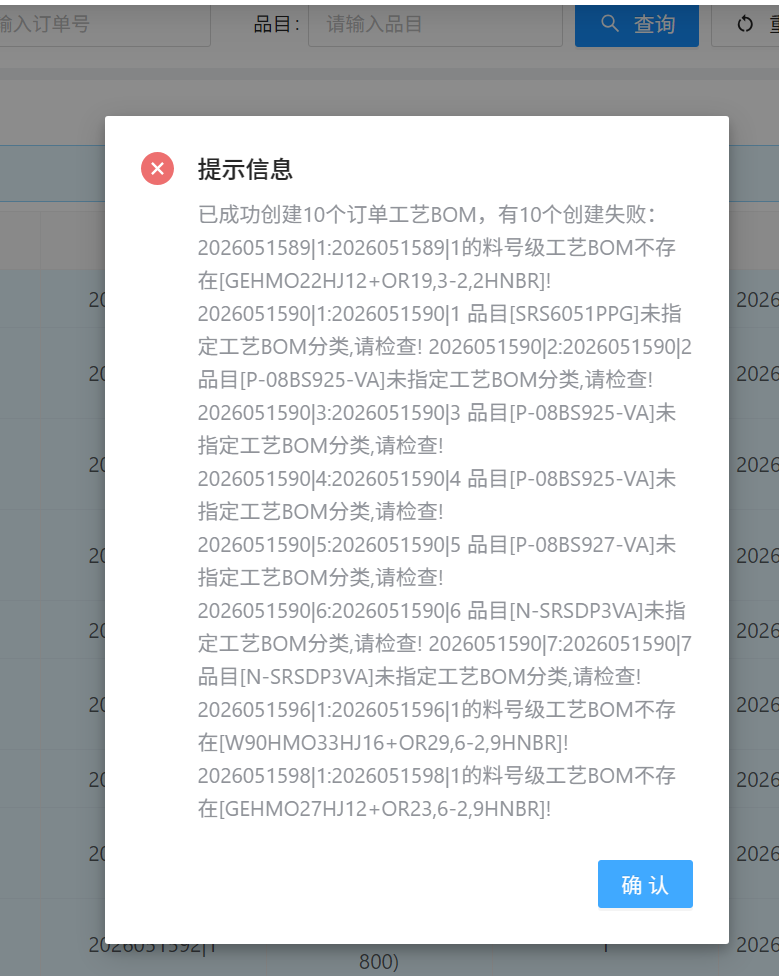 输入订单号
品目:
请输入品目
查询
提示信息
已成功创建10个订单工艺BOM，有10个创建失败：
2026051589|1:2026051589|1的料号级工艺BOM不存
在[GEHMO22HJ12+OR19,3-2,2HNBR]!
2026051590|1:2026051590|1 品目[SRS6051PPG]未指
定工艺BOM分类,请检查! 2026051590|2:2026051590|2
品目[P-08BS925-VA]未指定工艺BOM分类,请检查!
2026051590|3:2026051590|3 品目[P-08BS925-VA]未
指定工艺BOM分类,请检查!
2026051590|4:2026051590|4 品目[P-08BS925-VA]未
指定工艺BOM分类,请检查!
2026051590|5:2026051590|5 品目[P-08BS927-VA]未
指定工艺BOM分类,请检查!
2026051590|6:2026051590|6 品目[N-SRSDP3VA]未指
定工艺BOM分类,请检查! 2026051590|7:2026051590|7
品目[N-SRSDP3VA]未指定工艺BOM分类,请检查!
2026051596|1:2026051596|1的料号级工艺BOM不存
在[W90HMO33HJ16+OR29,6-2,9HNBR]!
2026051598|1:2026051598|1的料号级工艺BOM不存
在[GEHMO27HJ12+OR23,6-2,9HNBR]!
确 认
20
2026
20
2026
20
2026
20
2026
20
2026
20
2026
20
2026
20
2026
2026051592|1
1
2026
800)